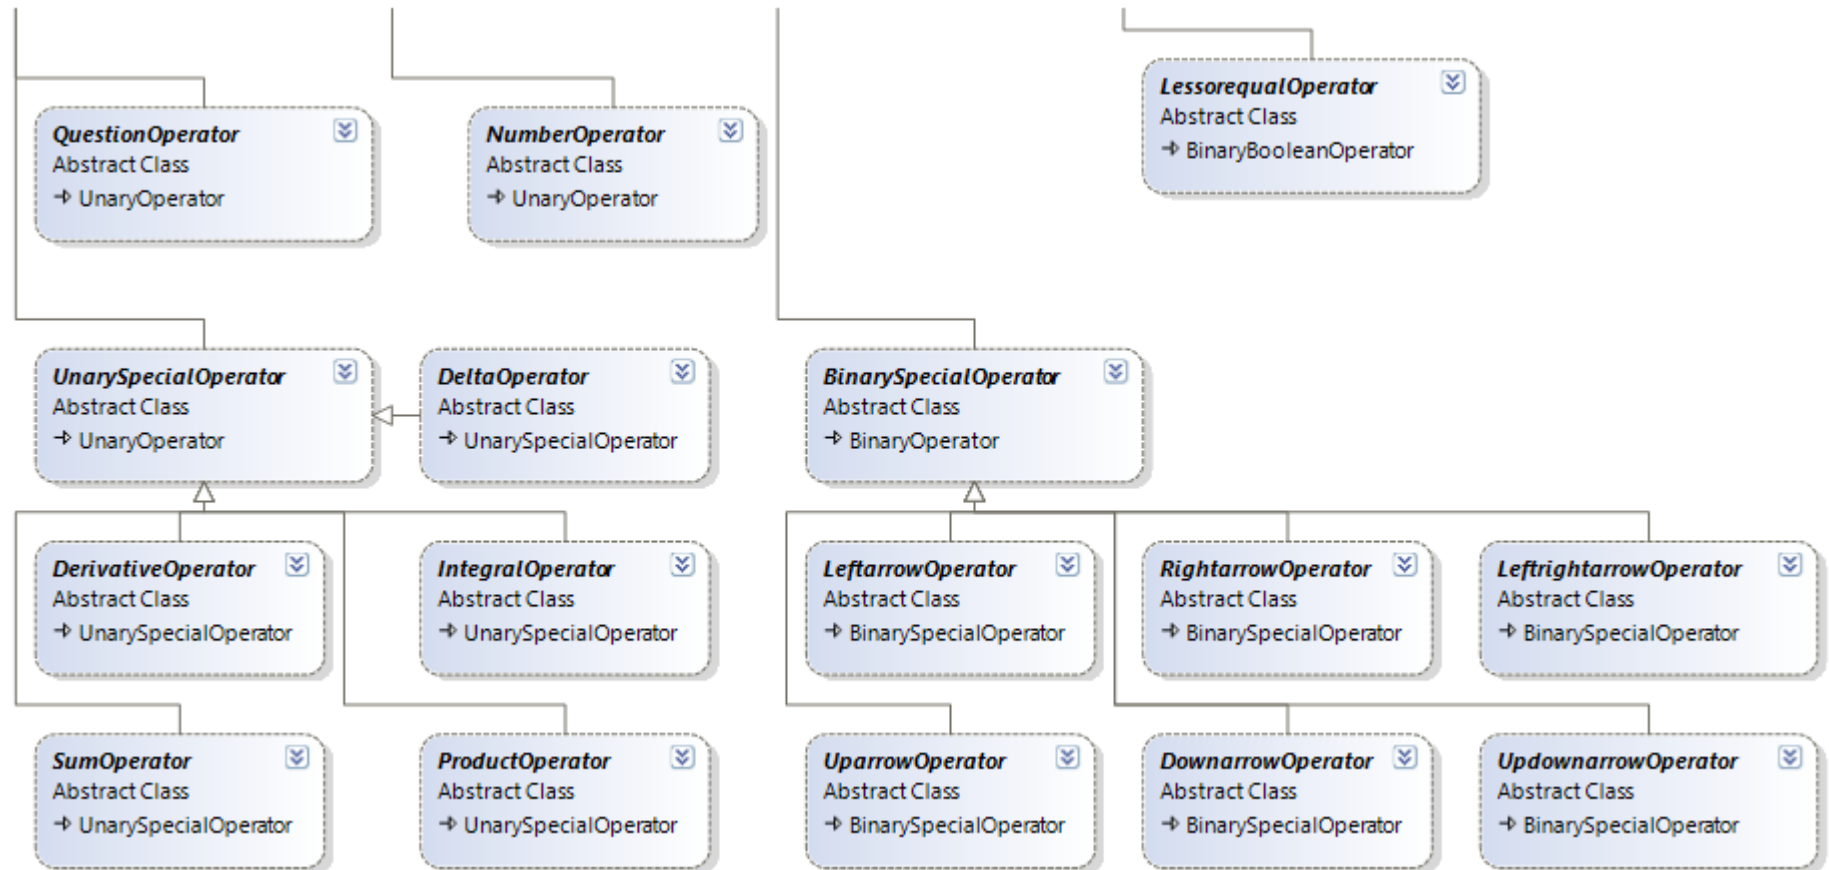 QuestionOperator
Abstract Class
UnaryOperator
NumberOperator
Abstract Class
UnaryOperator
LessorequalOperator
Abstract Class
BinaryBooleanOperator
UnarySpecialOperator
Abstract Class
UnaryOperator
DeltaOperator
Abstract Class
UnarySpecialOperator
BinarySpecialOperator
Abstract Class
BinaryOperator
DerivativeOperator
Abstract Class
UnarySpecialOperator
IntegralOperator
Abstract Class
UnarySpecialOperator
LeftarrowOperator
Abstract Class
BinarySpecialOperator
RightarrowOperator
Abstract Class
BinarySpecialOperator
LeftrightarrowOperator
Abstract Class
BinarySpecialOperator
SumOperator
Abstract Class
UnarySpecialOperator
ProductOperator
Abstract Class
UnarySpecialOperator
UparrowOperator
Abstract Class
BinarySpecialOperator
DownarrowOperator
Abstract Class
BinarySpecialOperator
UpdownarrowOperator
Abstract Class
BinarySpecialOperator